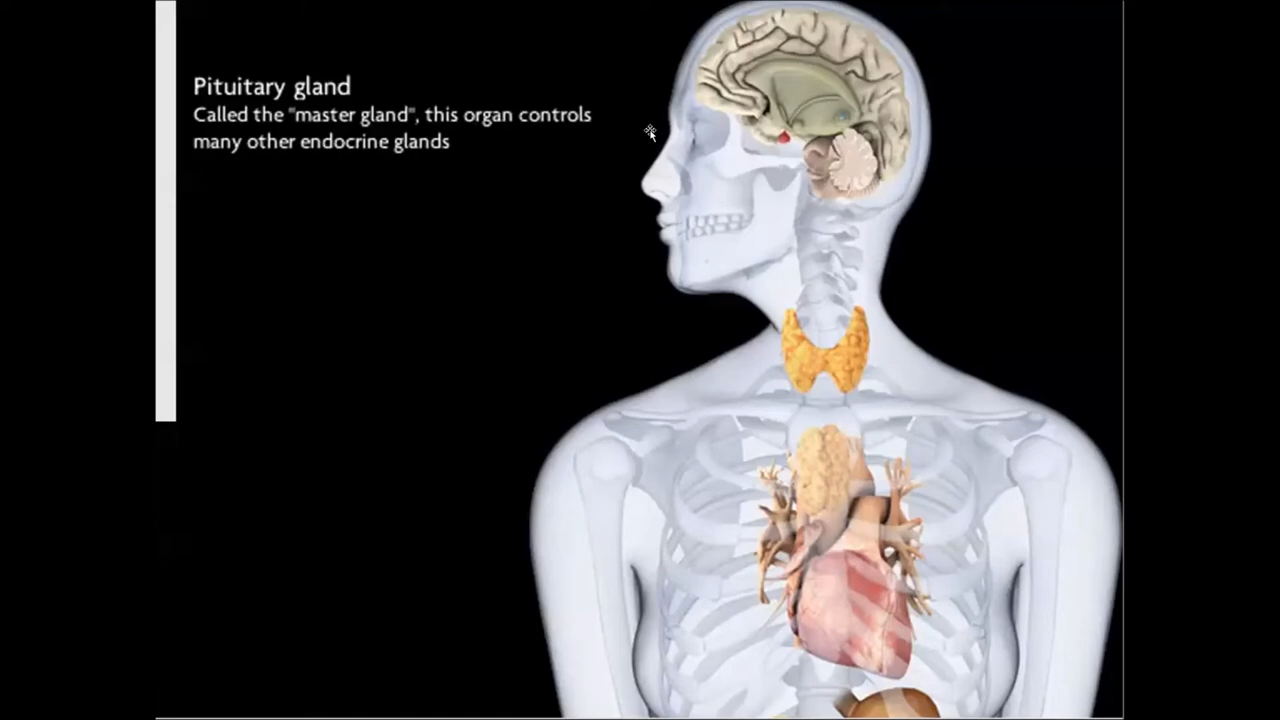 Pituitary gland
Called the "master gland", this organ controls
many other endocrine glands